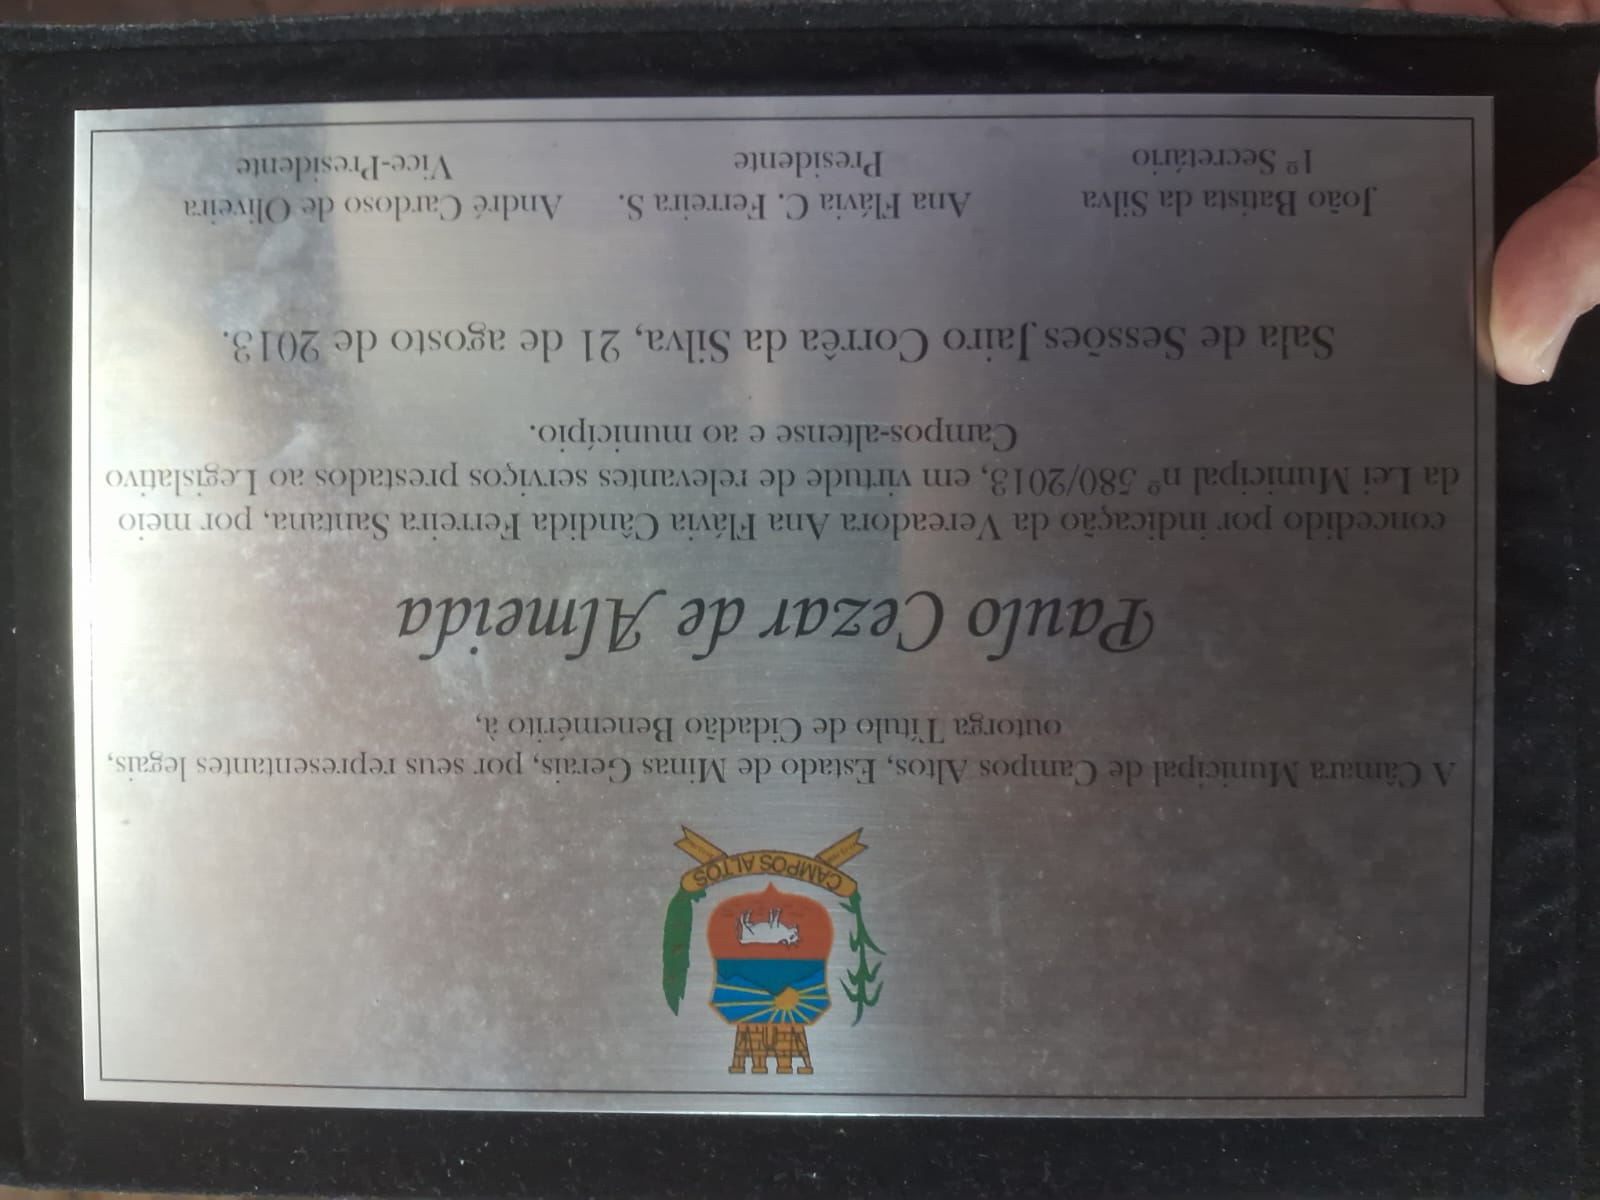 CAMPOS ALTOS
A Câmara Municipal de Campos Altos, Estado de Minas Gerais, por seus representantes legais,
outorga Título de Cidadão Benemérito à,
Paulo Cezar de Almeida
concedido por indicação da Vereadora Ana Flávia Cândida Ferreira Santana, por meio
da Lei Municipal nº 580/2013, em virtude de relevantes serviços prestados ao Legislativo
Campos-altense e ao município.
Sala de Sessões Jairo Corrêa da Silva, 21 de agosto de 2013.
João Batista da Silva Ana Flávia C. Ferreira S. André Cardoso de Oliveira
1º Secretário Presidente Vice-Presidente